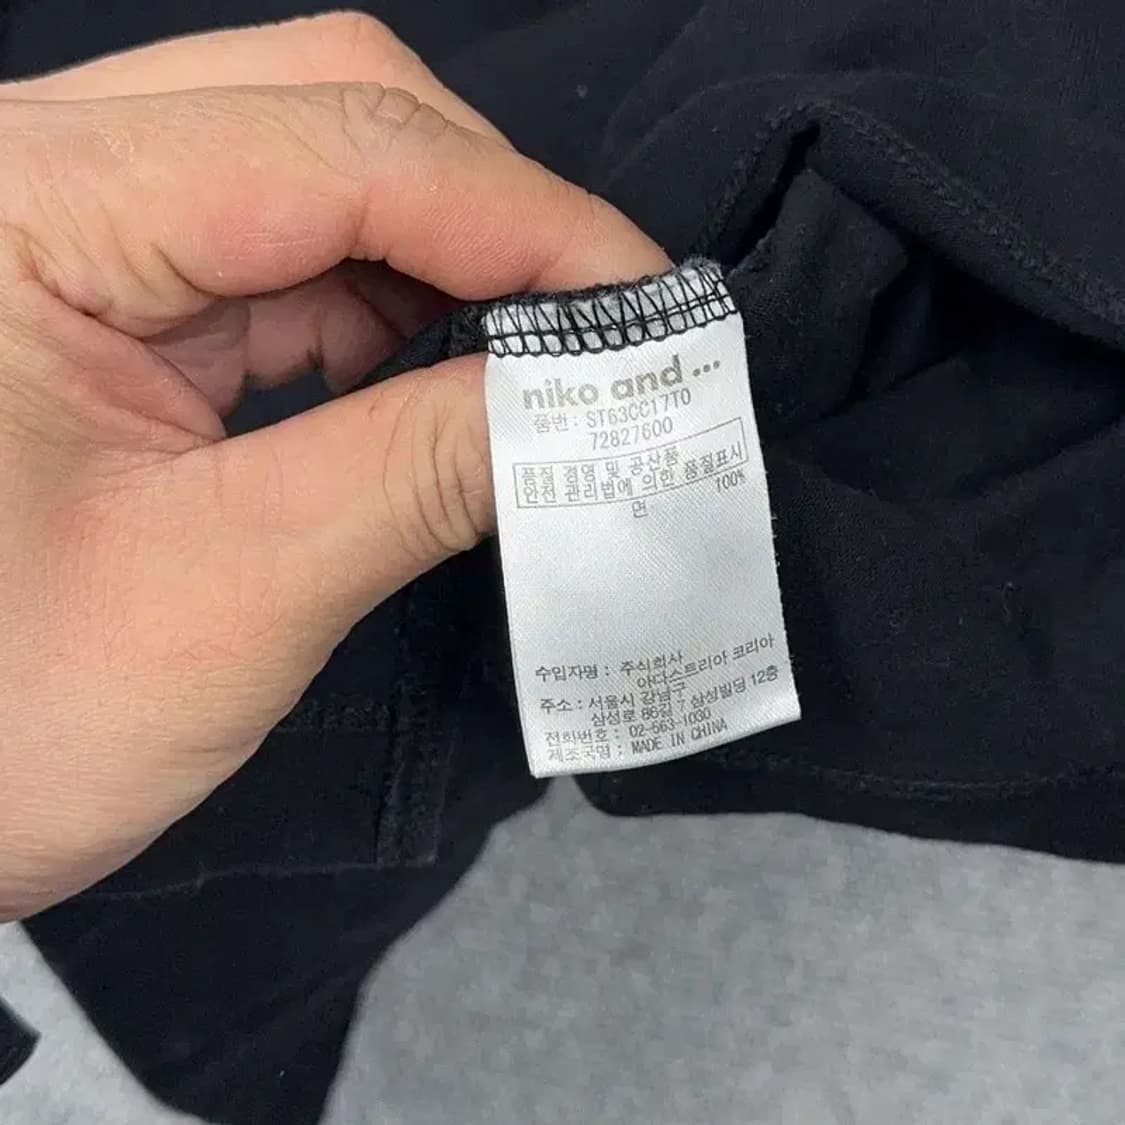 niko and ...
품번 : ST63CC17T0
72827600
품질 경영 및 공산품
안전 관리법에 의한 품질표시
100%
면
수입자명 : 주식회사
아다스트리아 코리아
주소 : 서울시 강남구
삼성로 86길 7 삼성빌딩 12층
전화번호 : 02-563-1030
제조국명 : MADE IN CHINA